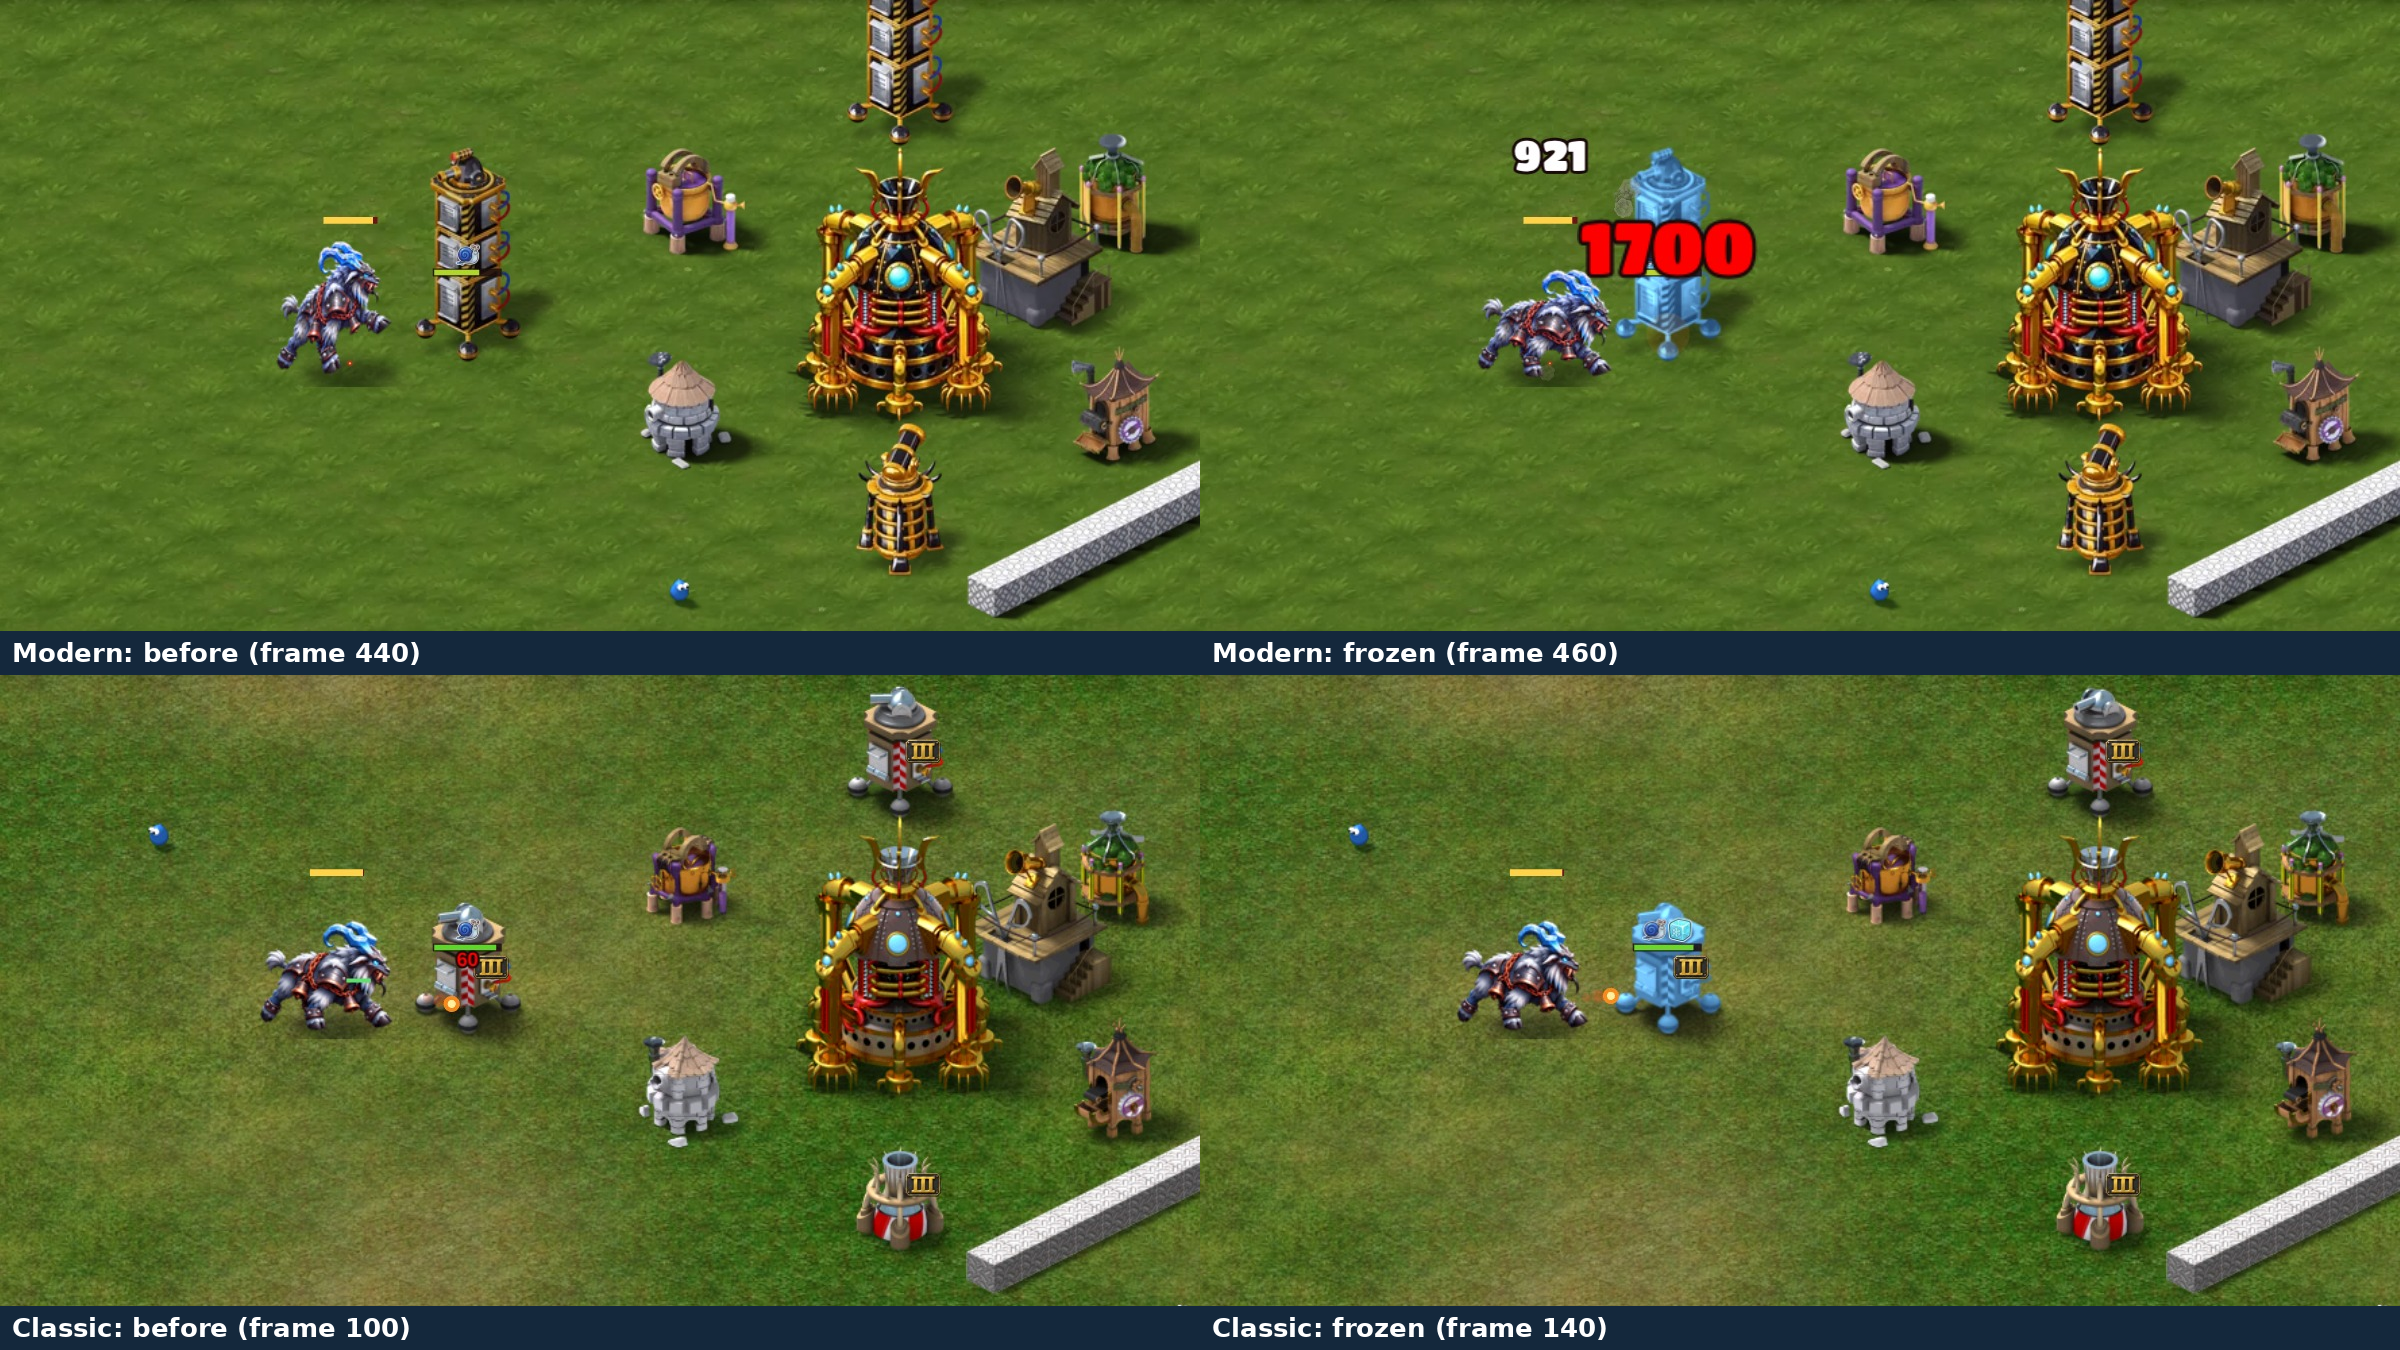 921
1700
Modern: before (frame 440)
Modern: frozen (frame 460)
III
III
60
III
III
III
III
Classic: before (frame 100)
Classic: frozen (frame 140)